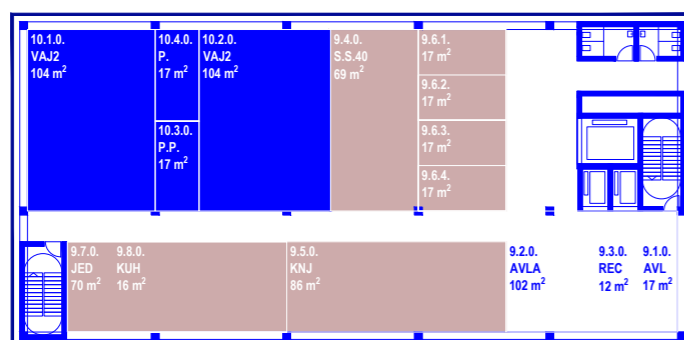 10.1.0.
VAJ2
104 m²
10.4.0.
P.
17 m²
10.2.0.
VAJ2
104 m²
9.4.0.
S.S.40
69 m²
9.6.1.
17 m²
9.6.2.
17 m²
10.3.0.
P.P.
17 m²
9.6.3.
17 m²
9.6.4.
17 m²
9.7.0.
JED
70 m²
9.8.0.
KUH
16 m²
9.5.0.
KNJ
86 m²
9.2.0.
AVLA
102 m²
9.3.0.
REC
12 m²
9.1.0.
AVL
17 m²